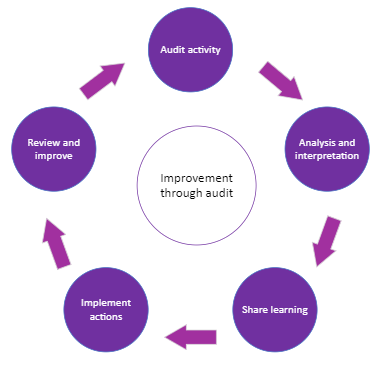 Audit activity
Analysis and
interpretation
Share learning
Implement
actions
Review and
improve
Improvement
through audit